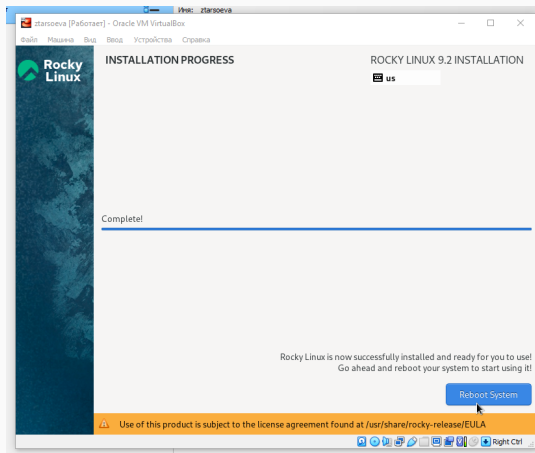 Имя: ztarsoeva
ztarsoeva [Работает] - Oracle VM VirtualBox
Файл Машина Вид Ввод Устройства Справка
Rocky
Linux
INSTALLATION PROGRESS
ROCKY LINUX 9.2 INSTALLATION
us
Complete!
Rocky Linux is now successfully installed and ready for you to use!
Go ahead and reboot your system to start using it!
Reboot System
Use of this product is subject to the license agreement found at /usr/share/rocky-release/EULA
Right Ctrl